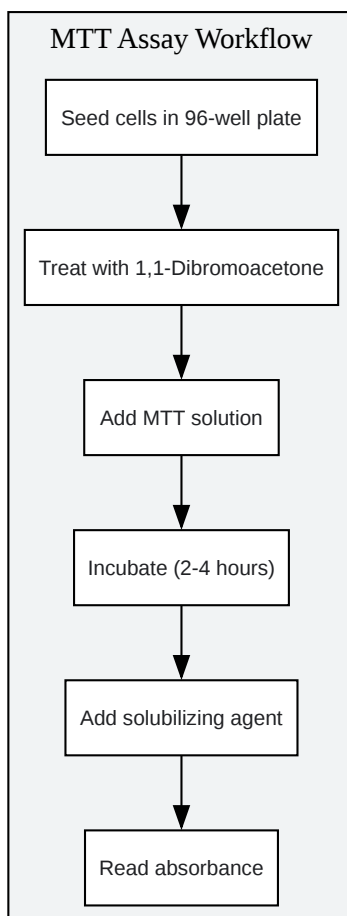 MTT Assay Workflow
Seed cells in 96-well plate
Treat with 1,1-Dibromoacetone
Add MTT solution
Incubate (2-4 hours)
Add solubilizing agent
Read absorbance